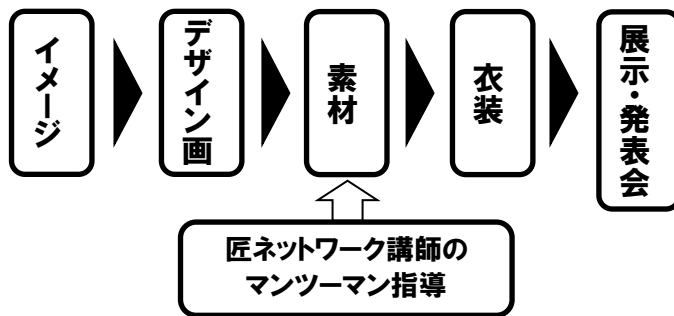 イメージ
デザイン画
素材
衣装
展示・発表会
匠ネットワーク講師の
マンツーマン指導